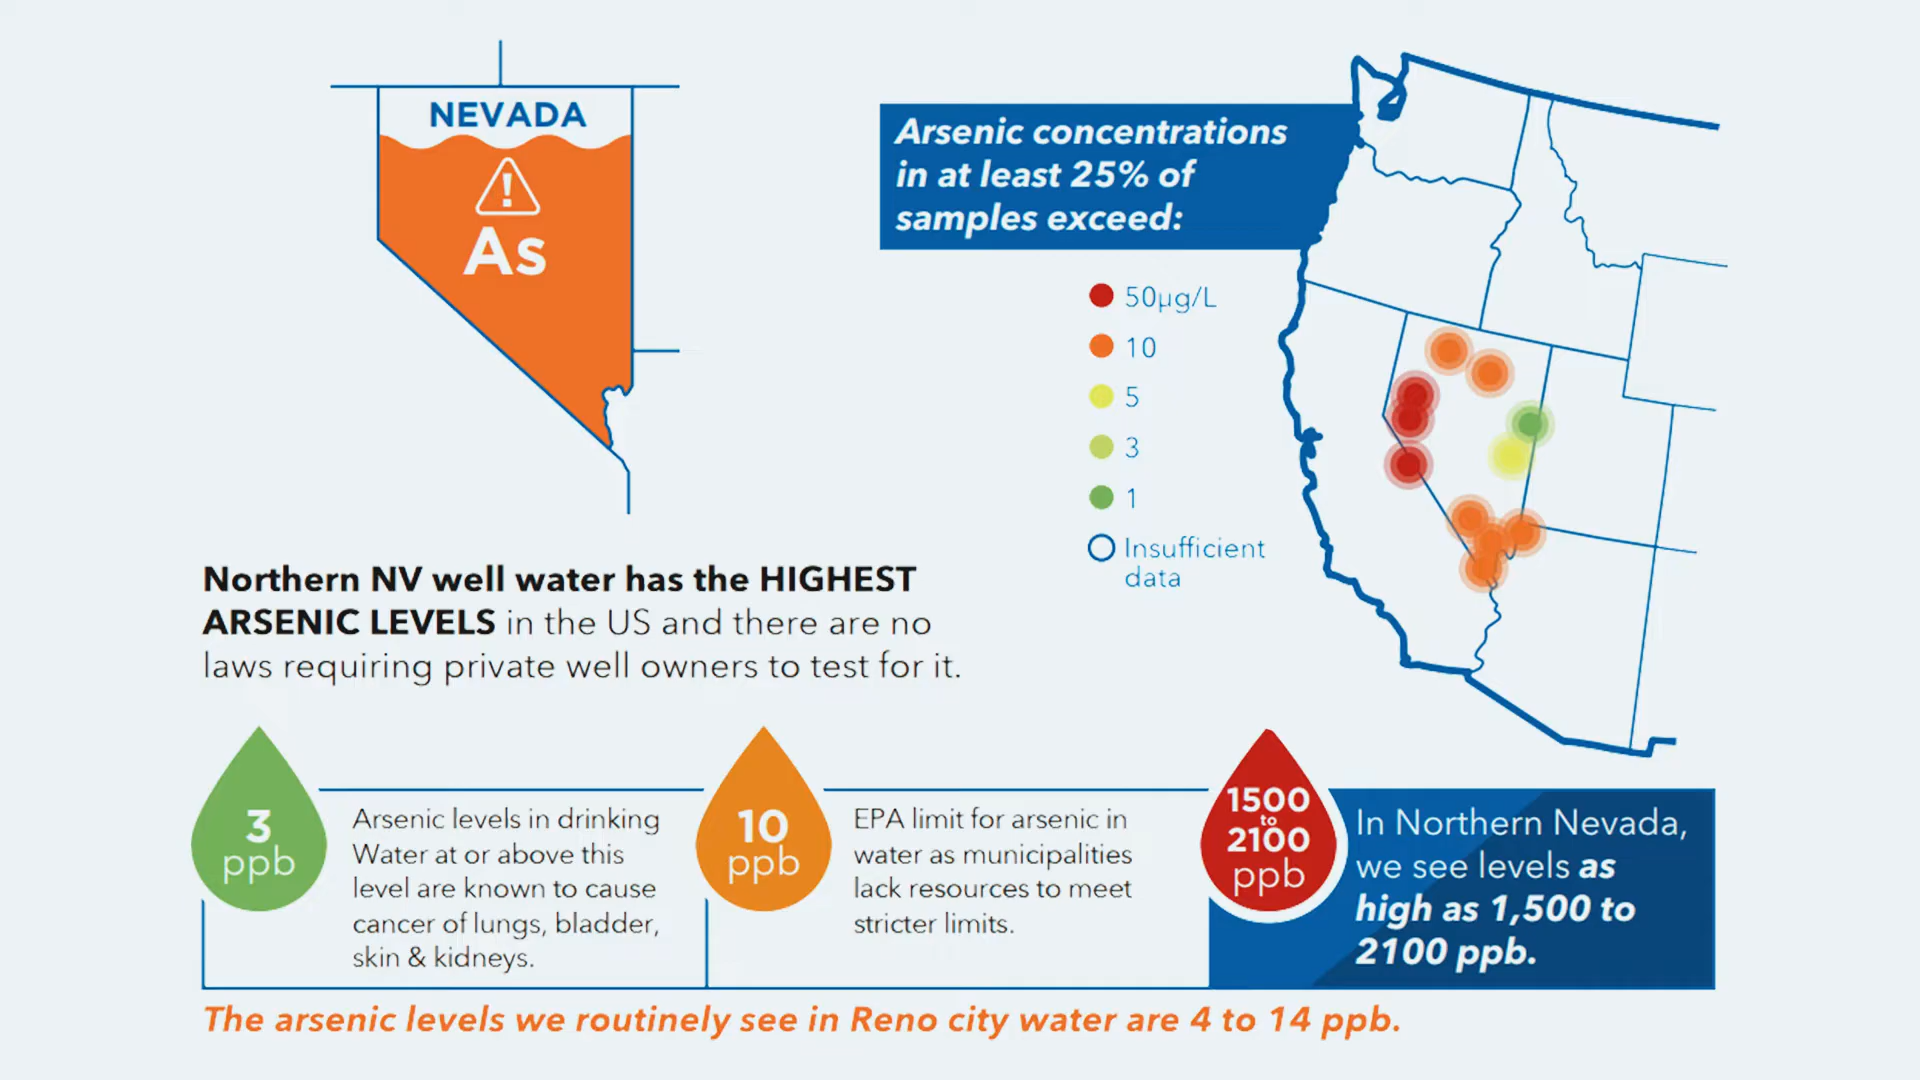 NEVADA
!
As
Arsenic concentrations
in at least 25% of
samples exceed:
50µg/L
10
5
3
1
Insufficient
data
Northern NV well water has the HIGHEST
ARSENIC LEVELS in the US and there are no
laws requiring private well owners to test for it.
3
ppb
Arsenic levels in drinking
Water at or above this
level are known to cause
cancer of lungs, bladder,
skin & kidneys.
10
ppb
EPA limit for arsenic in
water as municipalities
lack resources to meet
stricter limits.
1500
to
2100
ppb
In Northern Nevada,
we see levels as
high as 1,500 to
2100 ppb.
The arsenic levels we routinely see in Reno city water are 4 to 14 ppb.